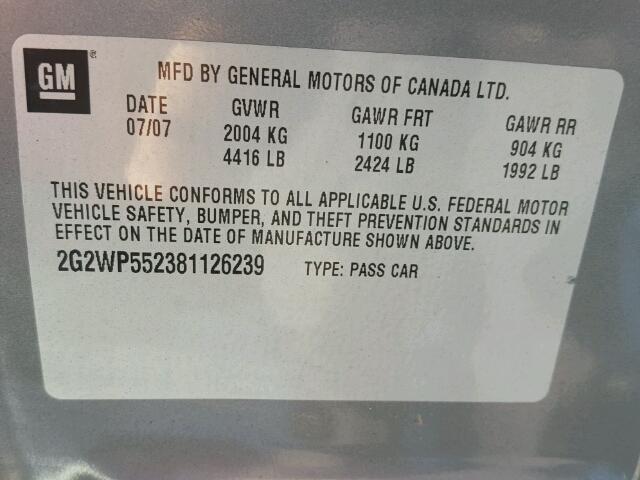 GM
MFD BY GENERAL MOTORS OF CANADA LTD.
DATE GVWR GAWR FRT GAWR RR
07/07 2004 KG 1100 KG 904 KG
4416 LB 2424 LB 1992 LB
THIS VEHICLE CONFORMS TO ALL APPLICABLE U.S. FEDERAL MOTOR
VEHICLE SAFETY, BUMPER, AND THEFT PREVENTION STANDARDS IN
EFFECT ON THE DATE OF MANUFACTURE SHOWN ABOVE.
2G2WP552381126239 TYPE: PASS CAR